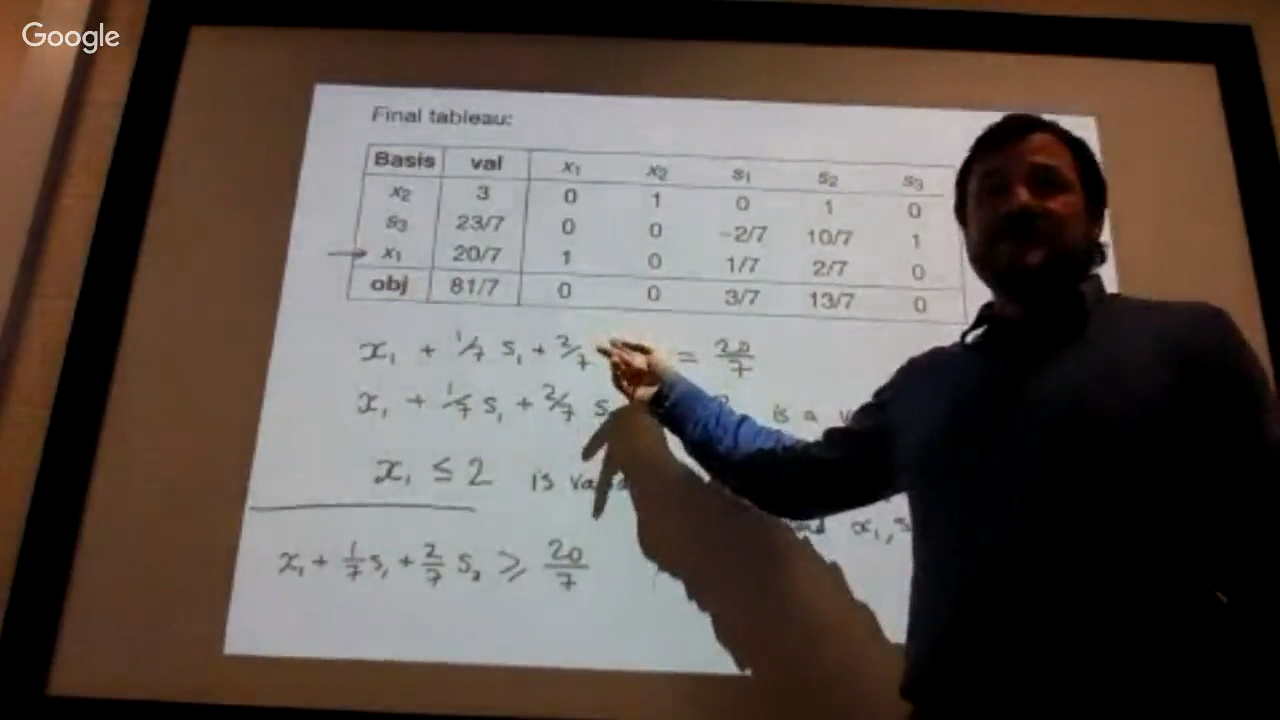 Google
Final tableau:
Basis val x₁ x₂ s₁ s₂ s₃
x₂ 3 0 1 0 1 0
s₃ 23/7 0 0 -2/7 10/7 1
→ x₁ 20/7 1 0 1/7 2/7 0
obj 81/7 0 0 3/7 13/7 0
x₁ + 1/7 s₁ + 2/7 = 20/7
x₁ + 1/7 s₁ + 2/7 s is a
x₁ ≤ 2 is
x₁,
x₁ + 1/7 s₁ + 2/7 s₂ ≥ 20/7